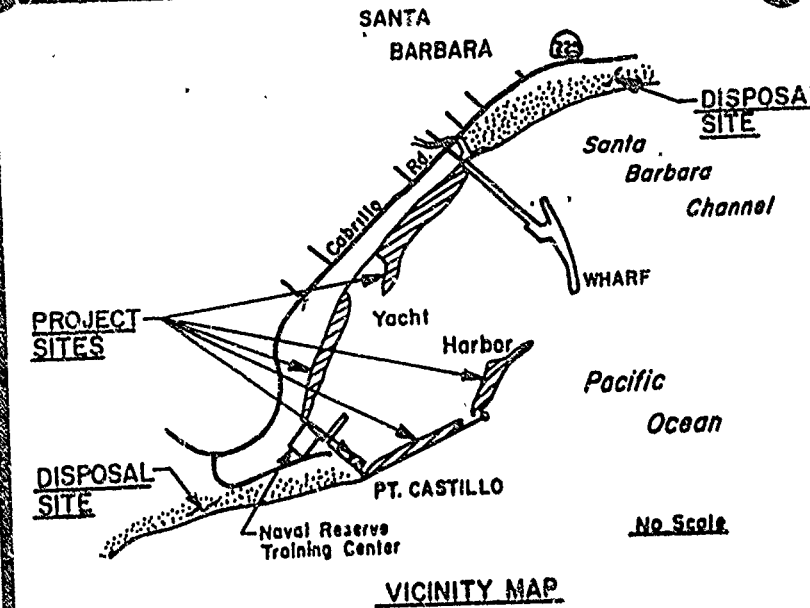 SANTA
BARBARA
225
DISPOSA
SITE
Santa
Barbara
Channel
Cabrillo Rd.
WHARF
PROJECT
SITES
Yacht
Harbor
Pacific
Ocean
DISPOSAL
SITE
PT. CASTILLO
Naval Reserve
Training Center
No Scale
VICINITY MAP